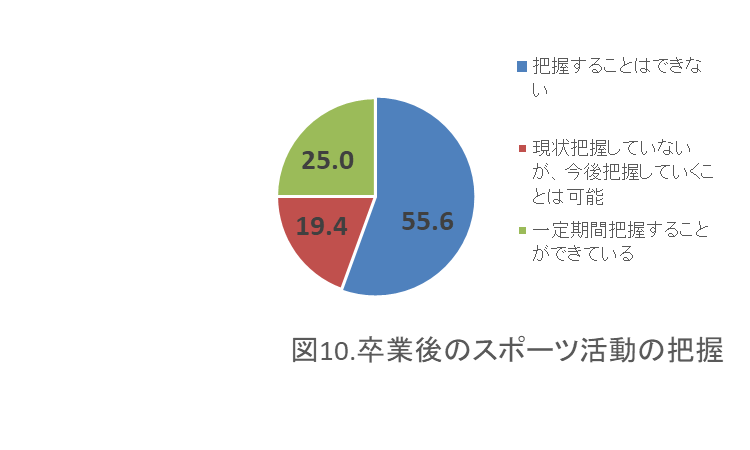 把握することはできな
い
25.0
現状把握していない
が、今後把握していくこ
とは可能
19.4
55.6
一定期間把握すること
ができている
図10.卒業後のスポーツ活動の把握